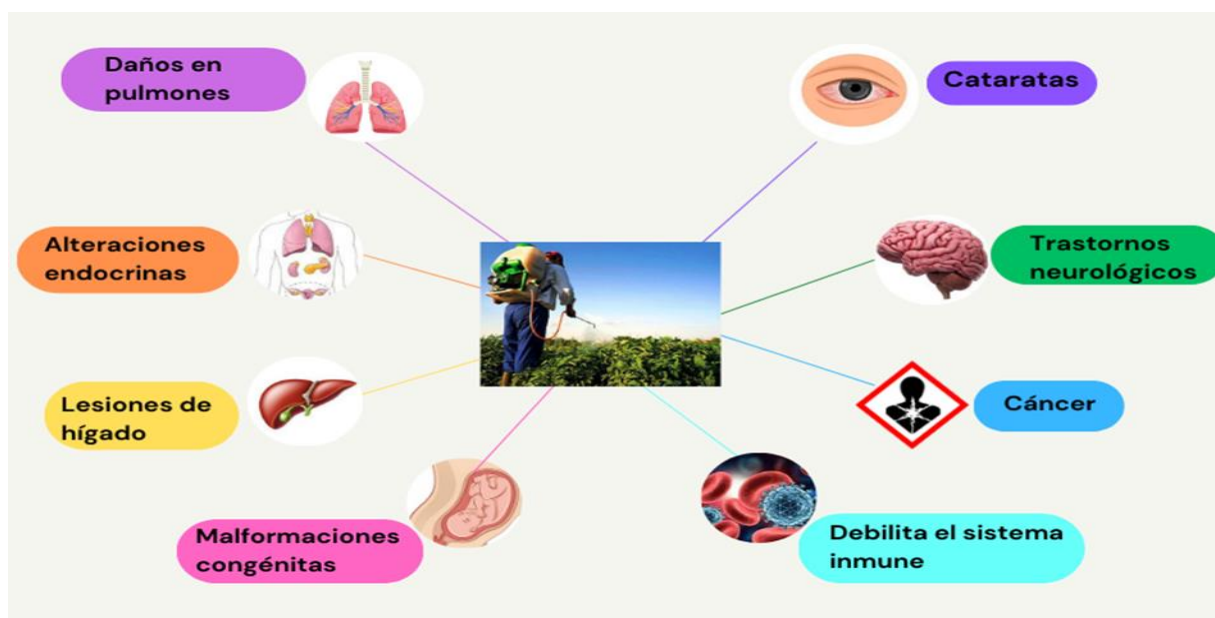 Daños en
pulmones
Cataratas
Alteraciones
endocrinas
Trastornos
neurológicos
Lesiones de
hígado
Cáncer
Malformaciones
congénitas
Debilita el sistema
inmune